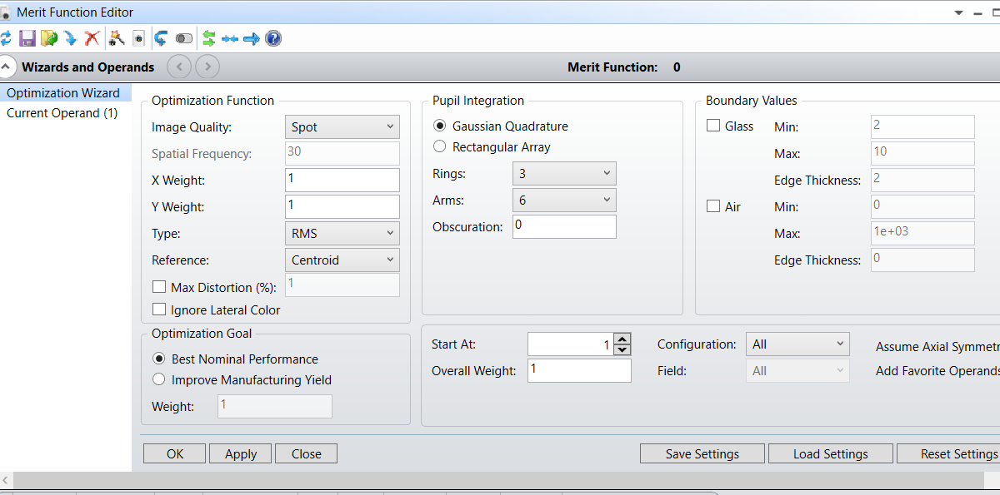 Merit Function Editor
Wizards and Operands
Merit Function: 0
Optimization Wizard
Current Operand (1)
Optimization Function
Image Quality: Spot
Spatial Frequency: 30
X Weight: 1
Y Weight: 1
Type: RMS
Reference: Centroid
Max Distortion (%): 1
Ignore Lateral Color
Optimization Goal
Best Nominal Performance
Improve Manufacturing Yield
Weight: 1
Pupil Integration
Gaussian Quadrature
Rectangular Array
Rings: 3
Arms: 6
Obscuration: 0
Boundary Values
Glass Min: 2
Max: 10
Edge Thickness: 2
Air Min: 0
Max: 1e+03
Edge Thickness: 0
Start At: 1 Configuration: All Assume Axial Symmetr
Overall Weight: 1 Field: All Add Favorite Operands
OK Apply Close Save Settings Load Settings Reset Settings